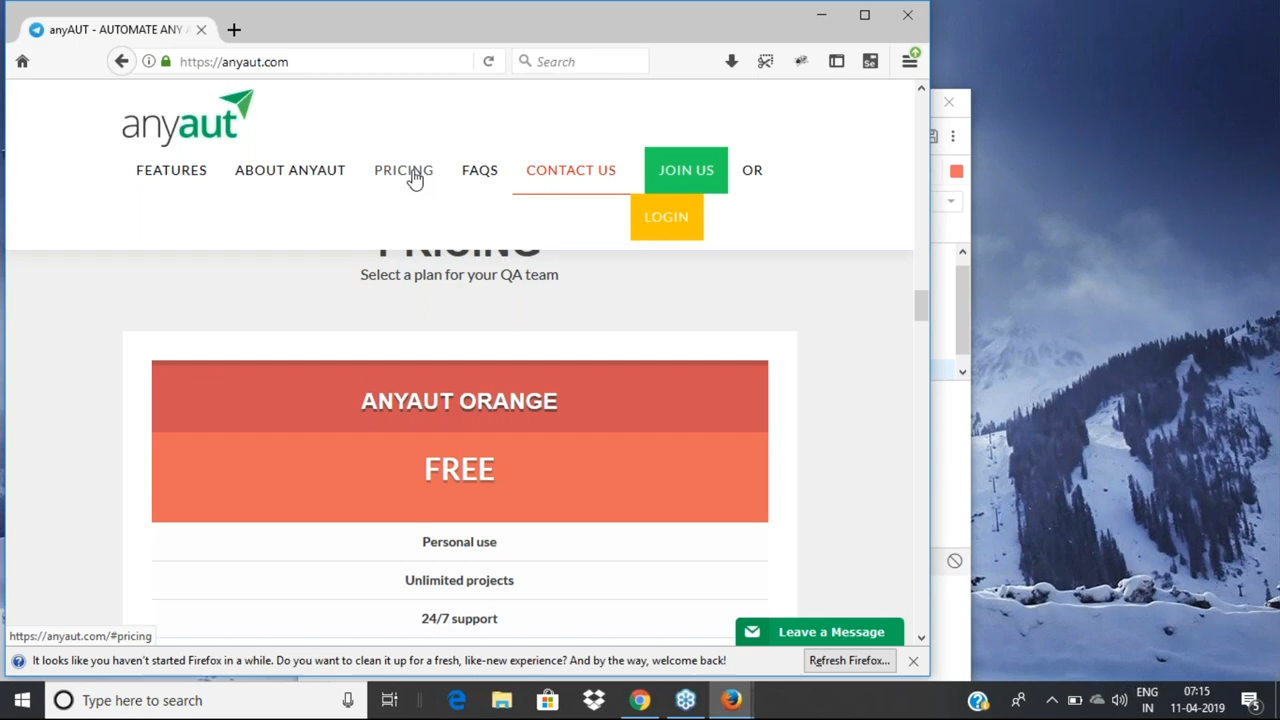 anyAUT - AUTOMATE ANY A
https://anyaut.com
Search
anyaut
FEATURES ABOUT ANYAUT PRICING FAQS CONTACT US JOIN US OR
LOGIN
PRICING
Select a plan for your QA team
ANYAUT ORANGE
FREE
Personal use
Unlimited projects
24/7 support
https://anyaut.com/#pricing
Leave a Message
It looks like you haven't started Firefox in a while. Do you want to clean it up for a fresh, like-new experience? And by the way, welcome back!
Refresh Firefox...
Type here to search
ENG
IN
07:15
11-04-2019
5
Se